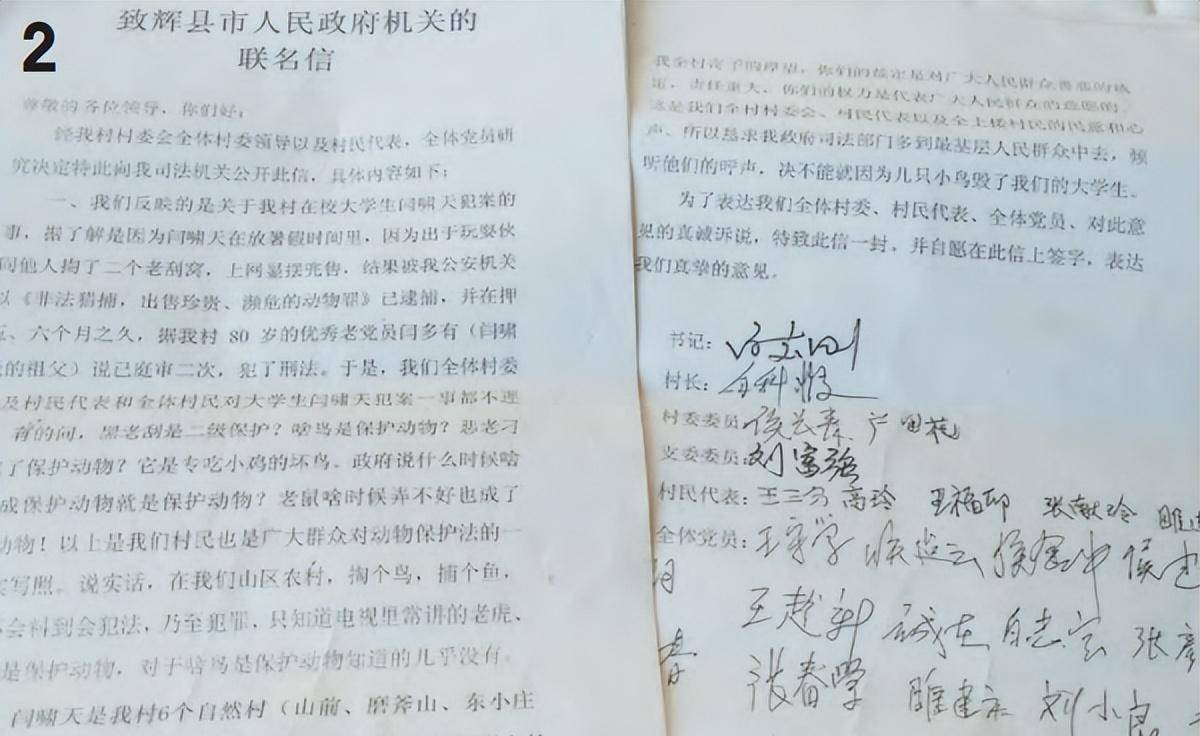 2
致辉县市人民政府机关的
联名信
尊敬的各位领导，你们好：
经我村村委会全体村委领导以及村民代表，全体党员研
究决定特此向我司法机关公开此信，具体内容如下：
一、我们反映的是关于我村在校大学生闫啸天犯案的
事，据了解是因为闫啸天在放暑假时间里，因为出于玩耍伙
同他人掏了二个老刮窝，上网显摆兜售，结果被我公安机关
以《非法猎捕，出售珍贵、濒危的动物罪》已逮捕，并在押
、六个月之久，据我村 80 岁的优秀老党员闫多有（闫啸
的祖父）说已庭审二次，犯了刑法。于是，我们全体村委
及村民代表和全体村民对大学生闫啸天犯案一事都不理
有的问，黑老刮是二级保护？啥鸟是保护动物？恶老刁
了保护动物？它是专吃小鸡的坏鸟。政府说什么时候啥
成保护动物就是保护动物？老鼠啥时候弄不好也成了
动物！以上是我们村民也是广大群众对动物保护法的一
写照。说实话，在我们山区农村，掏个鸟，捕个鱼，
会料到会犯法，乃至犯罪，只知道电视里常讲的老虎、
是保护动物，对于啥鸟是保护动物知道的几乎没有。
闫啸天是我村6个自然村（山前、磨斧山、东小庄
我全村寄予的厚望，你们的裁定是对广大人民群众
，责任重大，你们的权力是代表广大人民群众的意愿的。
这是我们全村村委会、村民代表以及全土楼村民的民意和心
声、所以恳求我政府司法部门多到最基层人民群众中去，倾
听他们的呼声，决不能就因为几只小鸟毁了我们的大学生。
为了表达我们全体村委、村民代表、全体党员、对此意
见的真诚诉说，特致此信一封，并自愿在此信上签字，表达
我们真挚的意见。
书记：
村长：
村委委员：侯兰春
支委委员：刘富强
村民代表：王三方 高玲 王福印 张献玲
全体党员：王守学
王赵新 张
张春学 睢建 刘小良